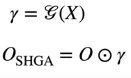 γ = 𝒢(X)
O_SHGA = O ⊙ γ